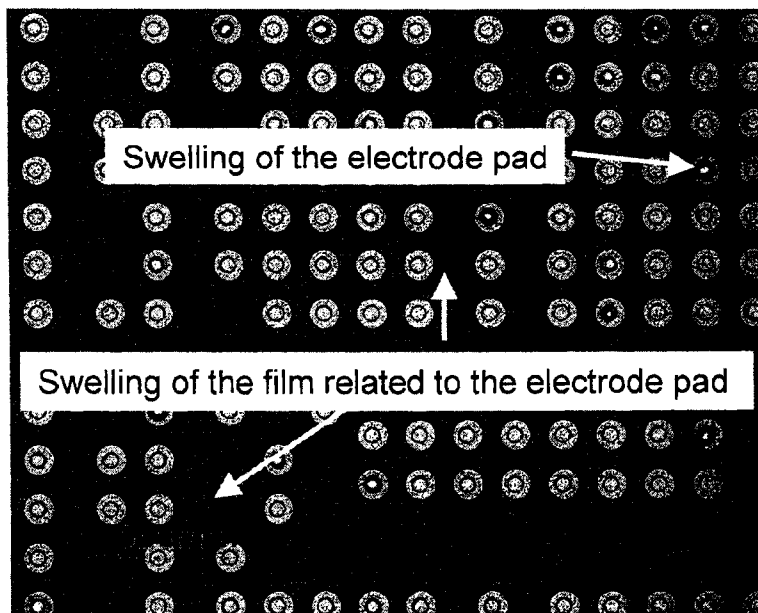 Swelling of the electrode pad
Swelling of the film related to the electrode pad